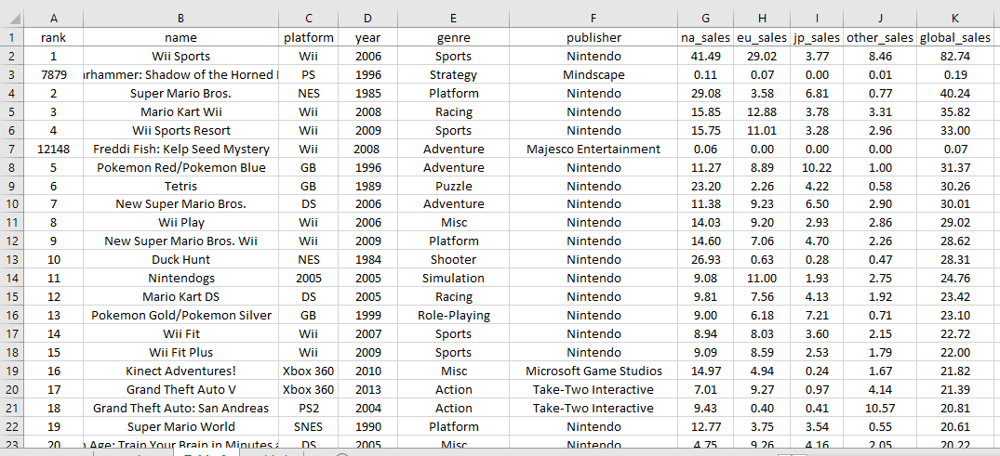 A B C D E F G H I J K
1 rank name platform year genre publisher na_sales eu_sales jp_sales other_sales global_sales
2 1 Wii Sports Wii 2006 Sports Nintendo 41.49 29.02 3.77 8.46 82.74
3 7879 rhammer: Shadow of the Horned PS 1996 Strategy Mindscape 0.11 0.07 0.00 0.01 0.19
4 2 Super Mario Bros. NES 1985 Platform Nintendo 29.08 3.58 6.81 0.77 40.24
5 3 Mario Kart Wii Wii 2008 Racing Nintendo 15.85 12.88 3.78 3.31 35.82
6 4 Wii Sports Resort Wii 2009 Sports Nintendo 15.75 11.01 3.28 2.96 33.00
7 12148 Freddi Fish: Kelp Seed Mystery Wii 2008 Adventure Majesco Entertainment 0.06 0.00 0.00 0.00 0.07
8 5 Pokemon Red/Pokemon Blue GB 1996 Adventure Nintendo 11.27 8.89 10.22 1.00 31.37
9 6 Tetris GB 1989 Puzzle Nintendo 23.20 2.26 4.22 0.58 30.26
10 7 New Super Mario Bros. DS 2006 Adventure Nintendo 11.38 9.23 6.50 2.90 30.01
11 8 Wii Play Wii 2006 Misc Nintendo 14.03 9.20 2.93 2.86 29.02
12 9 New Super Mario Bros. Wii Wii 2009 Platform Nintendo 14.60 7.06 4.70 2.26 28.62
13 10 Duck Hunt NES 1984 Shooter Nintendo 26.93 0.63 0.28 0.47 28.31
14 11 Nintendogs 2005 2005 Simulation Nintendo 9.08 11.00 1.93 2.75 24.76
15 12 Mario Kart DS DS 2005 Racing Nintendo 9.81 7.56 4.13 1.92 23.42
16 13 Pokemon Gold/Pokemon Silver GB 1999 Role-Playing Nintendo 9.00 6.18 7.21 0.71 23.10
17 14 Wii Fit Wii 2007 Sports Nintendo 8.94 8.03 3.60 2.15 22.72
18 15 Wii Fit Plus Wii 2009 Sports Nintendo 9.09 8.59 2.53 1.79 22.00
19 16 Kinect Adventures! Xbox 360 2010 Misc Microsoft Game Studios 14.97 4.94 0.24 1.67 21.82
20 17 Grand Theft Auto V Xbox 360 2013 Action Take-Two Interactive 7.01 9.27 0.97 4.14 21.39
21 18 Grand Theft Auto: San Andreas PS2 2004 Action Take-Two Interactive 9.43 0.40 0.41 10.57 20.81
22 19 Super Mario World SNES 1990 Platform Nintendo 12.77 3.75 3.54 0.55 20.61
23 20 Age: Train Your Brain in Minutes DS 2005 Misc Nintendo 4.75 9.26 4.16 2.05 20.22